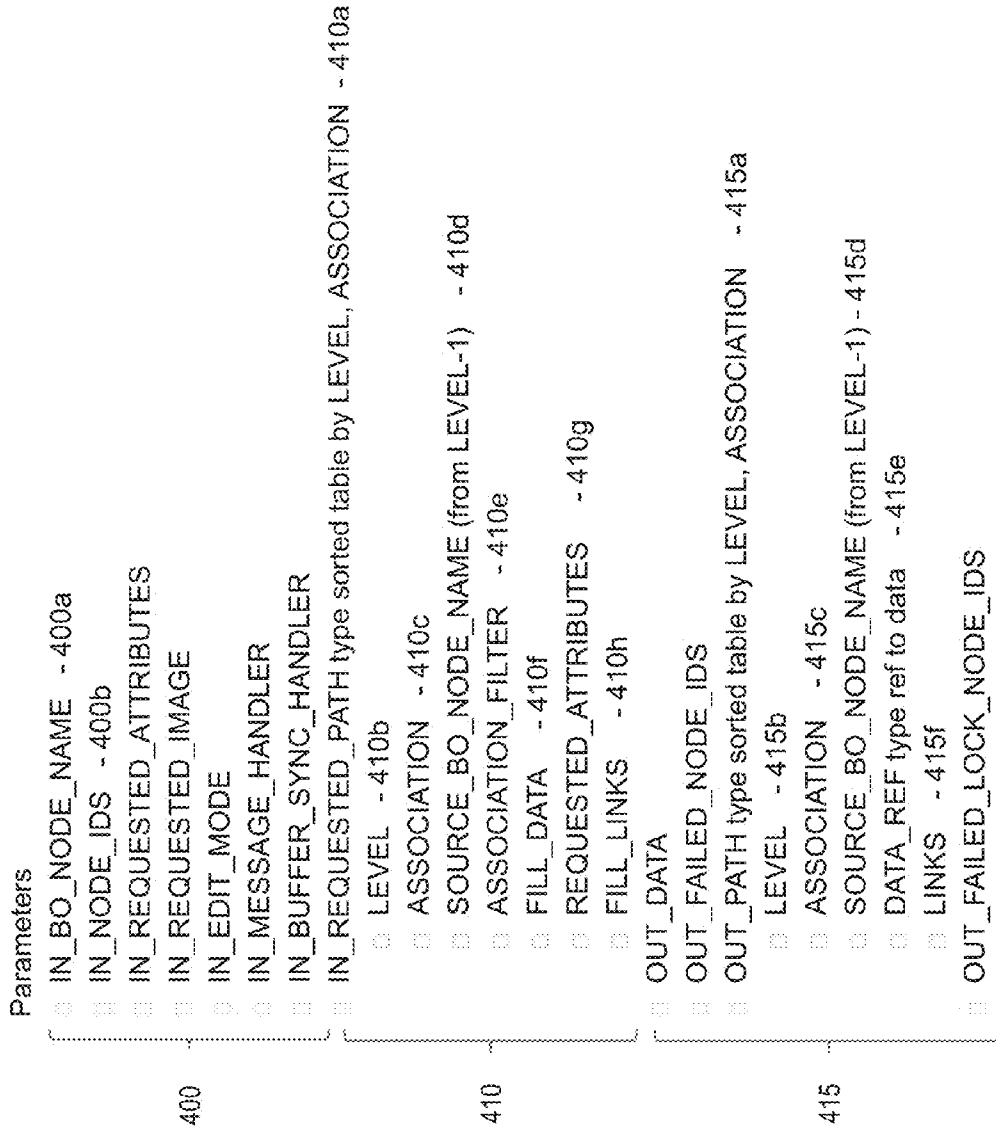 Parameters
IN_BO_NODE_NAME - 400a
IN_NODE_IDS - 400b
IN_REQUESTED_ATTRIBUTES
IN_REQUESTED_IMAGE
IN_EDIT_MODE
IN_MESSAGE_HANDLER
IN_BUFFER_SYNC_HANDLER
400
IN_REQUESTED_PATH type sorted table by LEVEL, ASSOCIATION - 410a
LEVEL - 410b
ASSOCIATION - 410c
SOURCE_BO_NODE_NAME (from LEVEL-1) - 410d
ASSOCIATION_FILTER - 410e
FILL_DATA - 410f
REQUESTED_ATTRIBUTES - 410g
FILL_LINKS - 410h
410
OUT_DATA
OUT_FAILED_NODE_IDS
OUT_PATH type sorted table by LEVEL, ASSOCIATION - 415a
LEVEL - 415b
ASSOCIATION - 415c
SOURCE_BO_NODE_NAME (from LEVEL-1) - 415d
DATA_REF type ref to data - 415e
LINKS - 415f
OUT_FAILED_LOCK_NODE_IDS
415